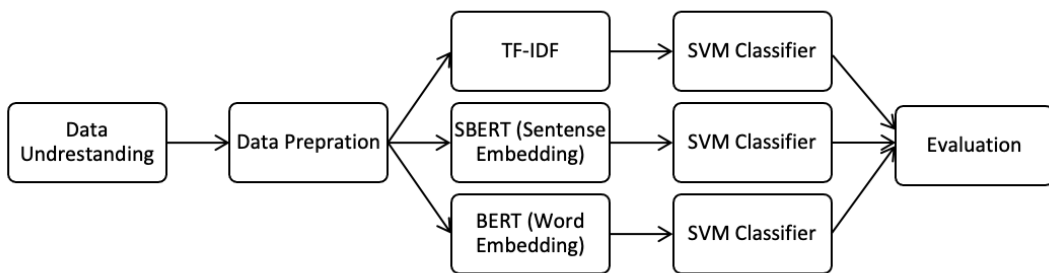 Data
Undrestanding
Data Prepration
TF-IDF
SVM Classifier
SBERT (Sentense
Embedding)
SVM Classifier
BERT (Word
Embedding)
SVM Classifier
Evaluation